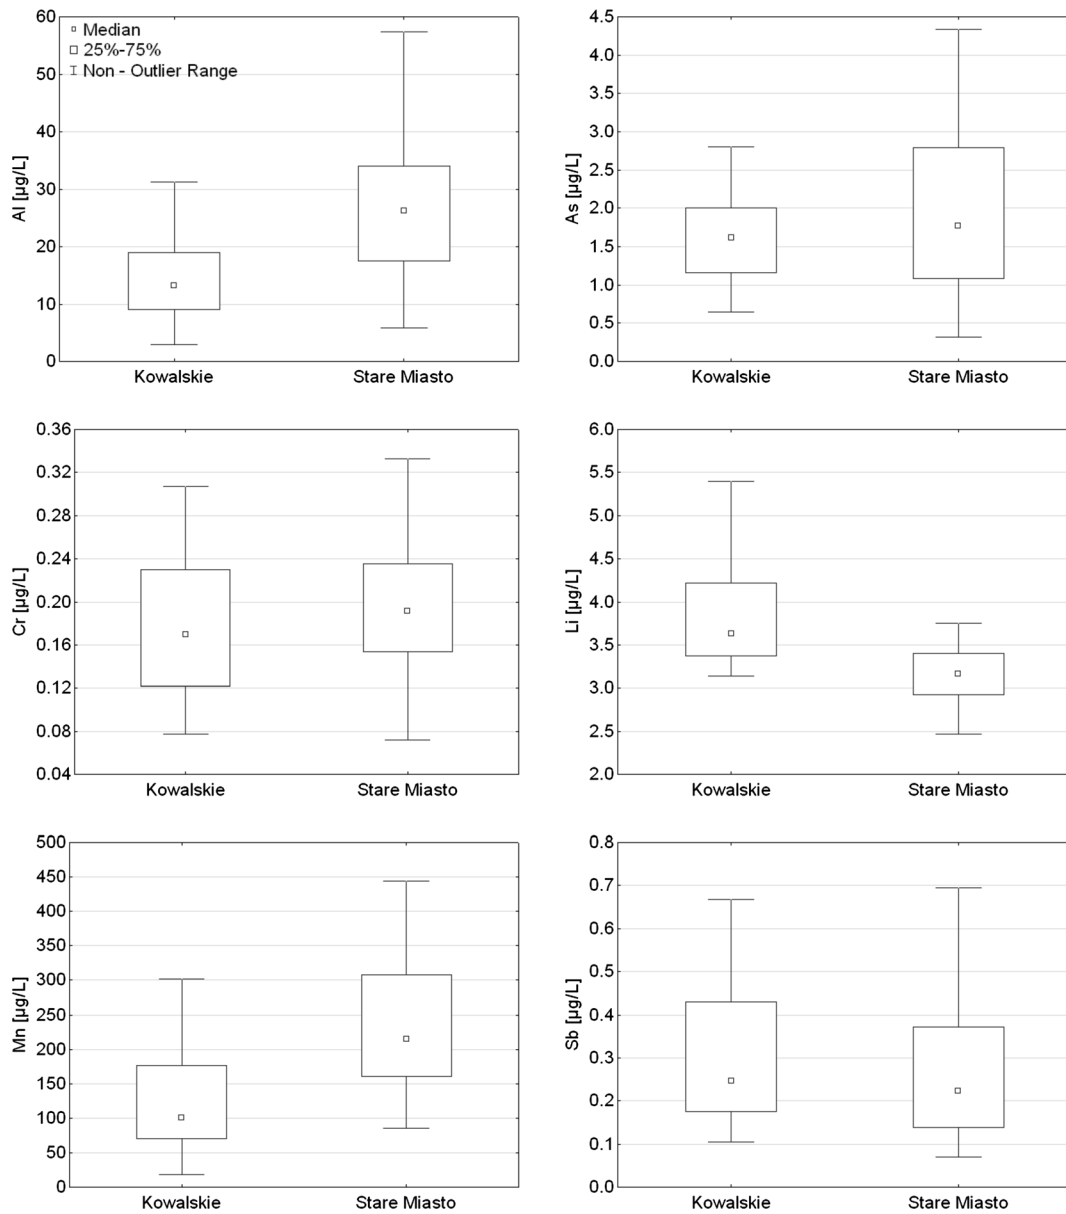 60
50
40
30
20
10
0
Al [µg/L]
Median
25%-75%
Non - Outlier Range
Kowalskie
Stare Miasto
4.5
4.0
3.5
3.0
2.5
2.0
1.5
1.0
0.5
0.0
As [µg/L]
Kowalskie
Stare Miasto
0.36
0.32
0.28
0.24
0.20
0.16
0.12
0.08
0.04
Cr [µg/L]
Kowalskie
Stare Miasto
6.0
5.5
5.0
4.5
4.0
3.5
3.0
2.5
2.0
Li [µg/L]
Kowalskie
Stare Miasto
500
450
400
350
300
250
200
150
100
50
0
Mn [µg/L]
Kowalskie
Stare Miasto
0.8
0.7
0.6
0.5
0.4
0.3
0.2
0.1
0.0
Sb [µg/L]
Kowalskie
Stare Miasto